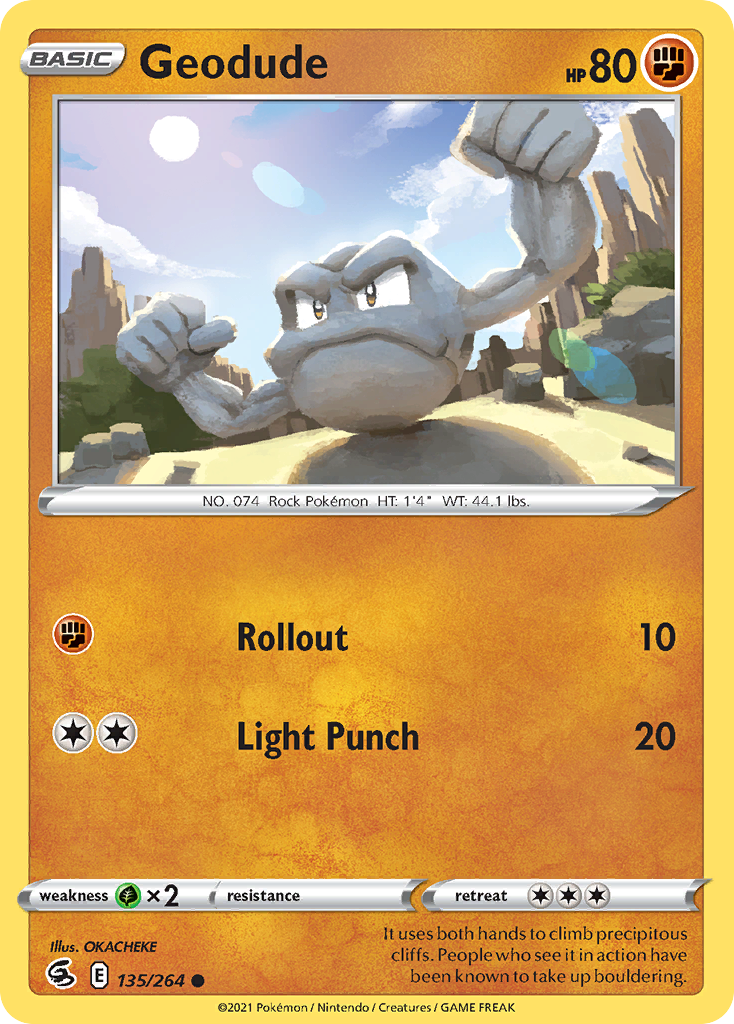 BASIC Geodude HP 80
NO. 074 Rock Pokémon HT: 1'4" WT: 44.1 lbs.
Rollout 10
Light Punch 20
weakness ×2 resistance retreat
Illus. OKACHEKE
It uses both hands to climb precipitous
cliffs. People who see it in action have
been known to take up bouldering.
E 135/264
©2021 Pokémon / Nintendo / Creatures / GAME FREAK